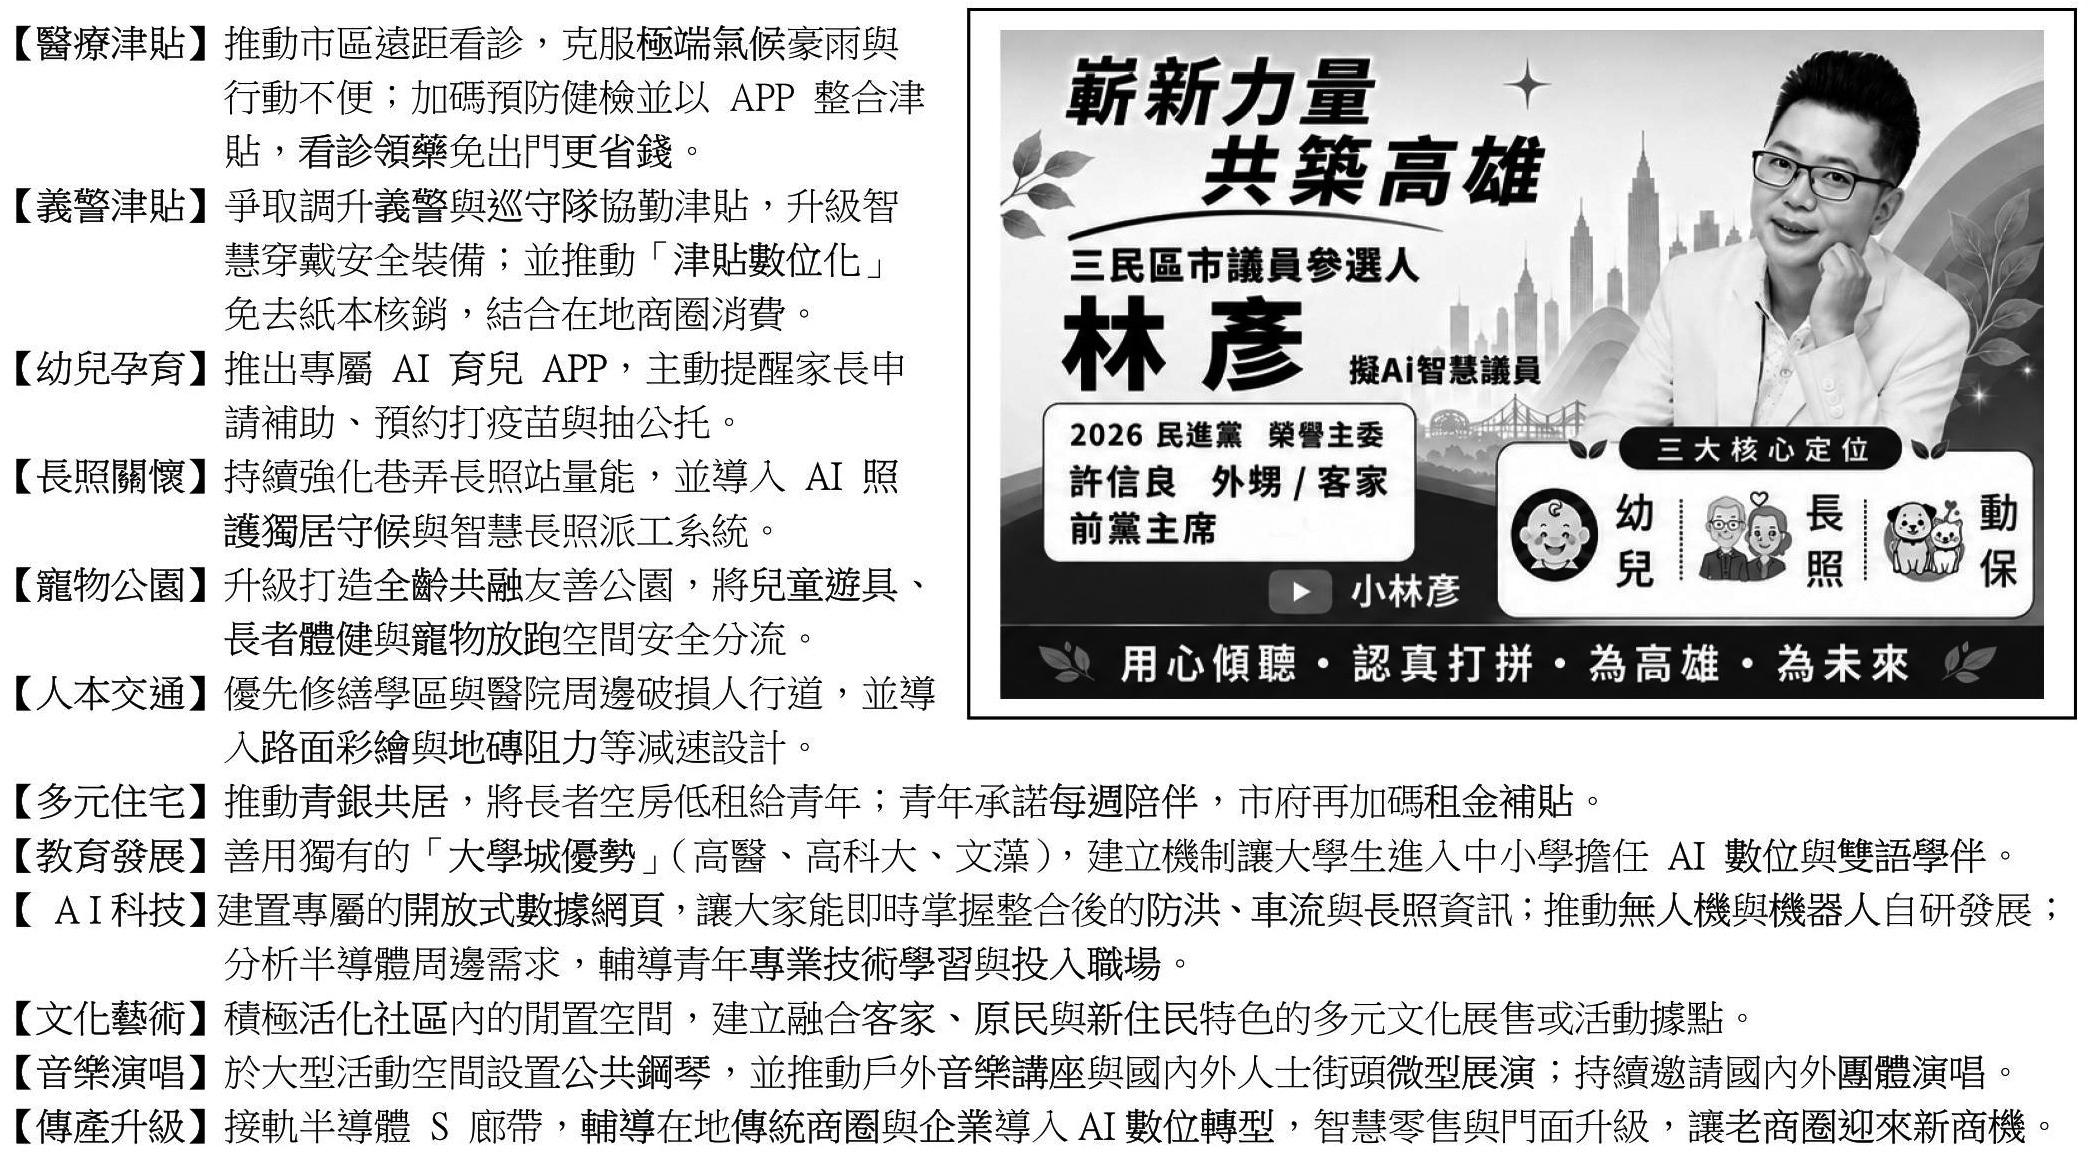 【醫療津貼】推動市區遠距看診，克服極端氣候豪雨與
行動不便；加碼預防健檢並以 APP 整合津
貼，看診領藥免出門更省錢。
【義警津貼】爭取調升義警與巡守隊協勤津貼，升級智
慧穿戴安全裝備；並推動「津貼數位化」
免去紙本核銷，結合在地商圈消費。
【幼兒孕育】推出專屬 AI 育兒 APP，主動提醒家長申
請補助、預約打疫苗與抽公托。
【長照關懷】持續強化巷弄長照站量能，並導入 AI 照
護獨居守候與智慧長照派工系統。
【寵物公園】升級打造全齡共融友善公園，將兒童遊具、
長者體健與寵物放跑空間安全分流。
【人本交通】優先修繕學區與醫院周邊破損人行道，並導
入路面彩繪與地磚阻力等減速設計。
【多元住宅】推動青銀共居，將長者空房低租給青年；青年承諾每週陪伴，市府再加碼租金補貼。
【教育發展】善用獨有的「大學城優勢」（高醫、高科大、文藻），建立機制讓大學生進入中小學擔任 AI 數位與雙語學伴。
【 AI科技】建置專屬的開放式數據網頁，讓大家能即時掌握整合後的防洪、車流與長照資訊；推動無人機與機器人自研發展；
分析半導體周邊需求，輔導青年專業技術學習與投入職場。
【文化藝術】積極活化社區內的閒置空間，建立融合客家、原民與新住民特色的多元文化展售或活動據點。
【音樂演唱】於大型活動空間設置公共鋼琴，並推動戶外音樂講座與國內外人士街頭微型展演；持續邀請國內外團體演唱。
【傳產升級】接軌半導體 S 廊帶，輔導在地傳統商圈與企業導入AI數位轉型，智慧零售與門面升級，讓老商圈迎來新商機。
嶄新力量
共築高雄
三民區市議員參選人
林彥
擬Ai智慧議員
2026 民進黨 榮譽主委
許信良 外甥 / 客家
前黨主席
小林彥
三大核心定位
幼兒
長照
動保
用心傾聽・認真打拼・為高雄・為未來